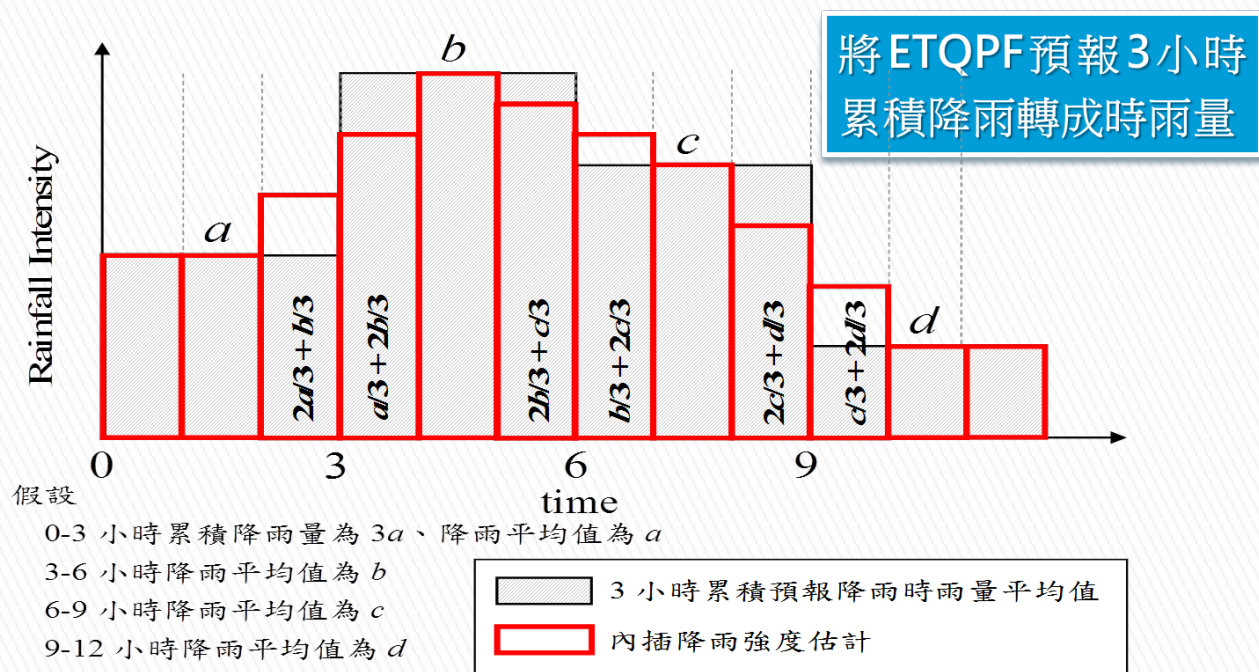 將ETQPF預報3小時
累積降雨轉成時雨量
Rainfall Intensity
a
b
c
d
2a/3+b/3
a/3+2b/3
2b/3+c/3
b/3+2c/3
2c/3+d/3
c/3+2d/3
0
3
6
9
time
假設
0-3 小時累積降雨量為 3a、降雨平均值為 a
3-6 小時降雨平均值為 b
6-9 小時降雨平均值為 c
9-12 小時降雨平均值為 d
3 小時累積預報降雨時雨量平均值
內插降雨強度估計